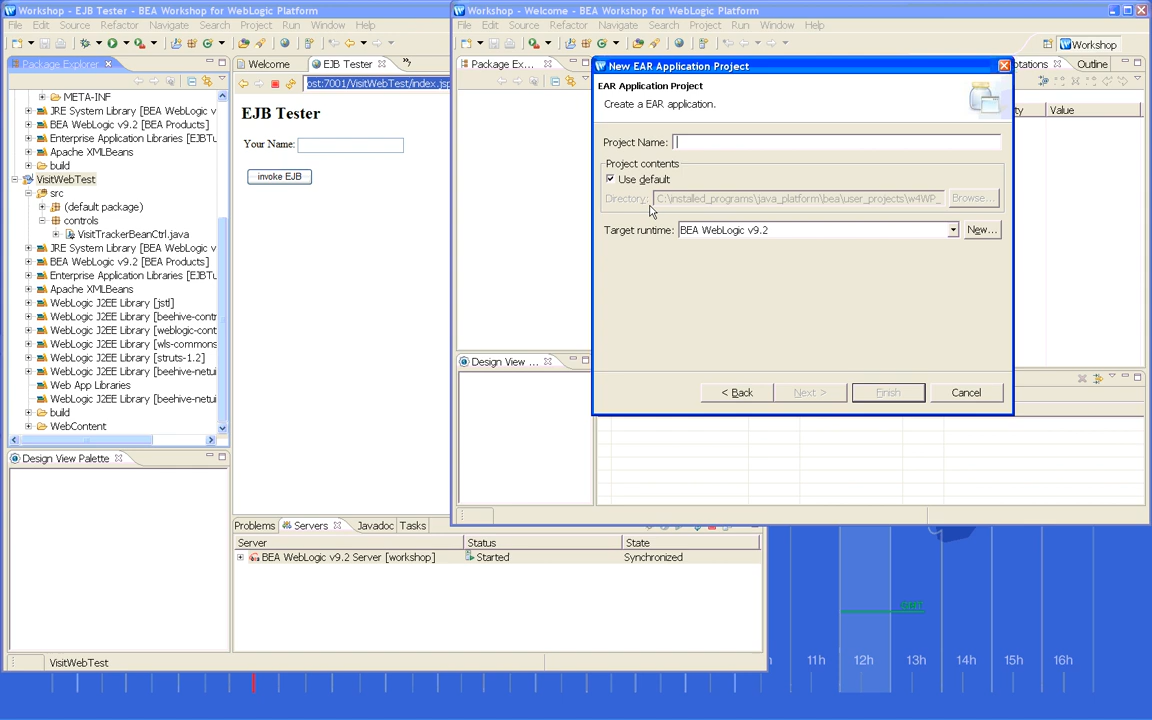 Workshop - EJB Tester - BEA Workshop for WebLogic Platform
File Edit Source Refactor Navigate Search Project Run Window Help
Package Explorer
META-INF
JRE System Library [BEA WebLogic v
BEA WebLogic v9.2 [BEA Products]
Enterprise Application Libraries [EJBTu
Apache XMLBeans
build
VisitWebTest
src
(default package)
controls
VisitTrackerBeanCtrl.java
JRE System Library [BEA WebLogic v
BEA WebLogic v9.2 [BEA Products]
Enterprise Application Libraries [EJBTu
Apache XMLBeans
WebLogic J2EE Library [jstl]
WebLogic J2EE Library [beehive-contr
WebLogic J2EE Library [weblogic-cont
WebLogic J2EE Library [wls-commons
WebLogic J2EE Library [struts-1.2]
WebLogic J2EE Library [beehive-netui
Web App Libraries
WebLogic J2EE Library [beehive-netui
build
WebContent
Design View Palette
VisitWebTest
Welcome
EJB Tester
ost:7001/VisitWebTest/index.jsp
EJB Tester
Your Name:
invoke EJB
Problems Servers Javadoc Tasks
Server Status State
BEA WebLogic v9.2 Server [workshop] Started Synchronized
Workshop - Welcome - BEA Workshop for WebLogic Platform
File Edit Source Refactor Navigate Search Project Run Window Help
Workshop
Package Ex...
otations
Outline
ty Value
Design View ...
New EAR Application Project
EAR Application Project
Create a EAR application.
Project Name:
Project contents
Use default
Directory: C:\installed_programs\java_platform\bea\user_projects\w4WP_ Browse...
Target runtime: BEA WebLogic v9.2 New...
< Back Next > Finish Cancel
11h 12h 13h 14h 15h 16h